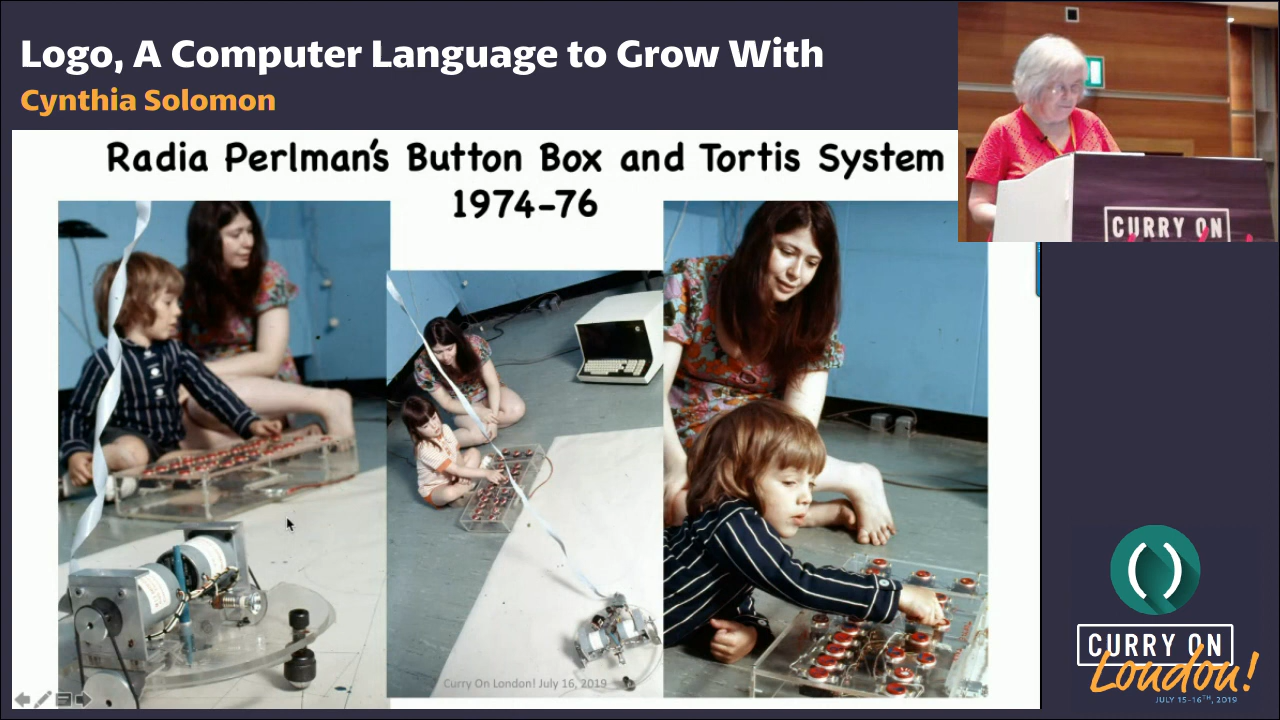 Logo, A Computer Language to Grow With
Cynthia Solomon
Radia Perlman's Button Box and Tortis System
1974-76
CURRY ON
Curry On London! July 16, 2019
CURRY ON
London!
JULY 15-16TH, 2019